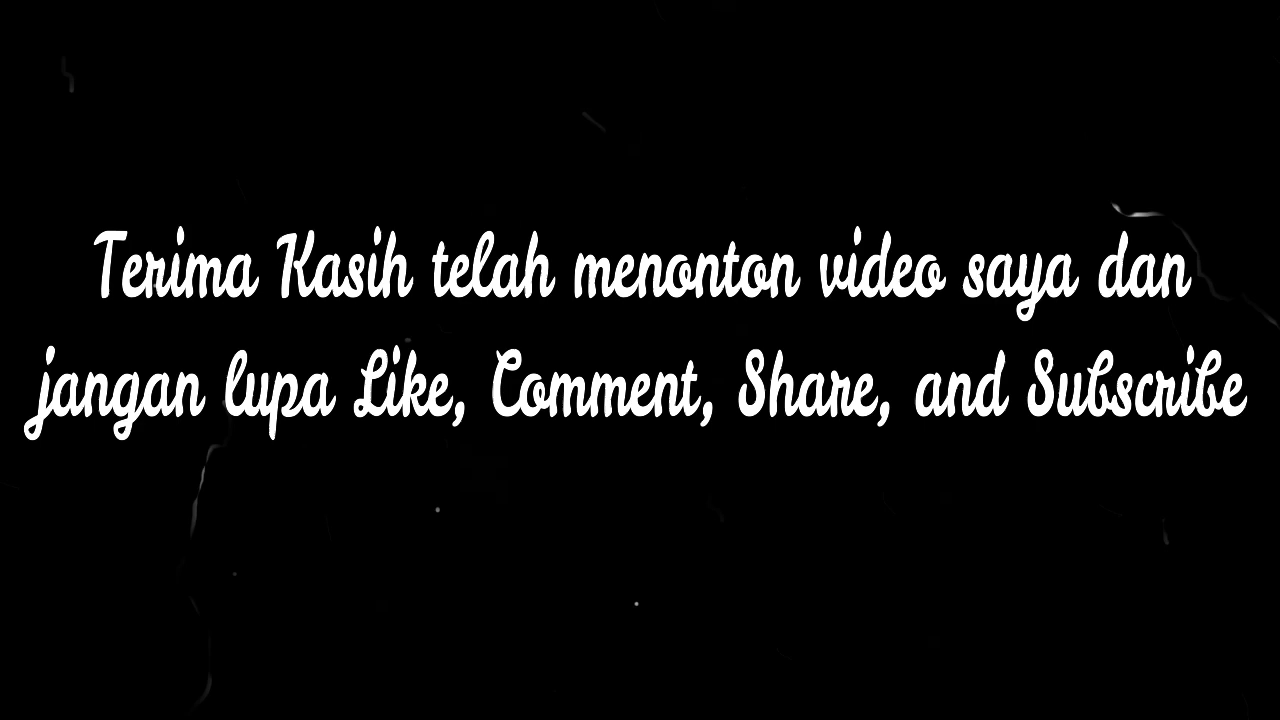 Terima Kasih telah menonton video saya dan
jangan lupa Like, Comment, Share, and Subscribe